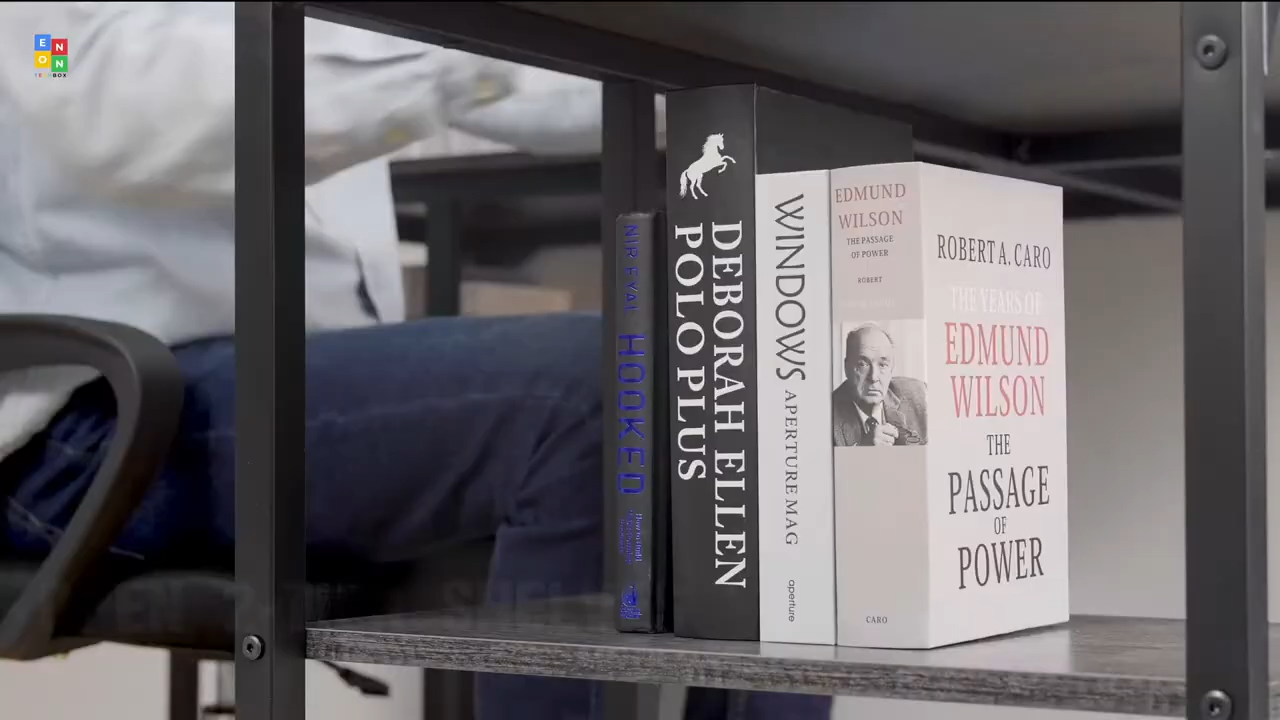 E N
O N
TECHBOX
NIR EYAL HOOKED
DEBORAH ELLEN
POLO PLUS
WINDOWS APERTURE MAG
aperture
EDMUND
WILSON
THE PASSAGE
OF POWER
ROBERT
CARO
ROBERT A. CARO
THE YEARS OF
EDMUND
WILSON
THE
PASSAGE
OF
POWER